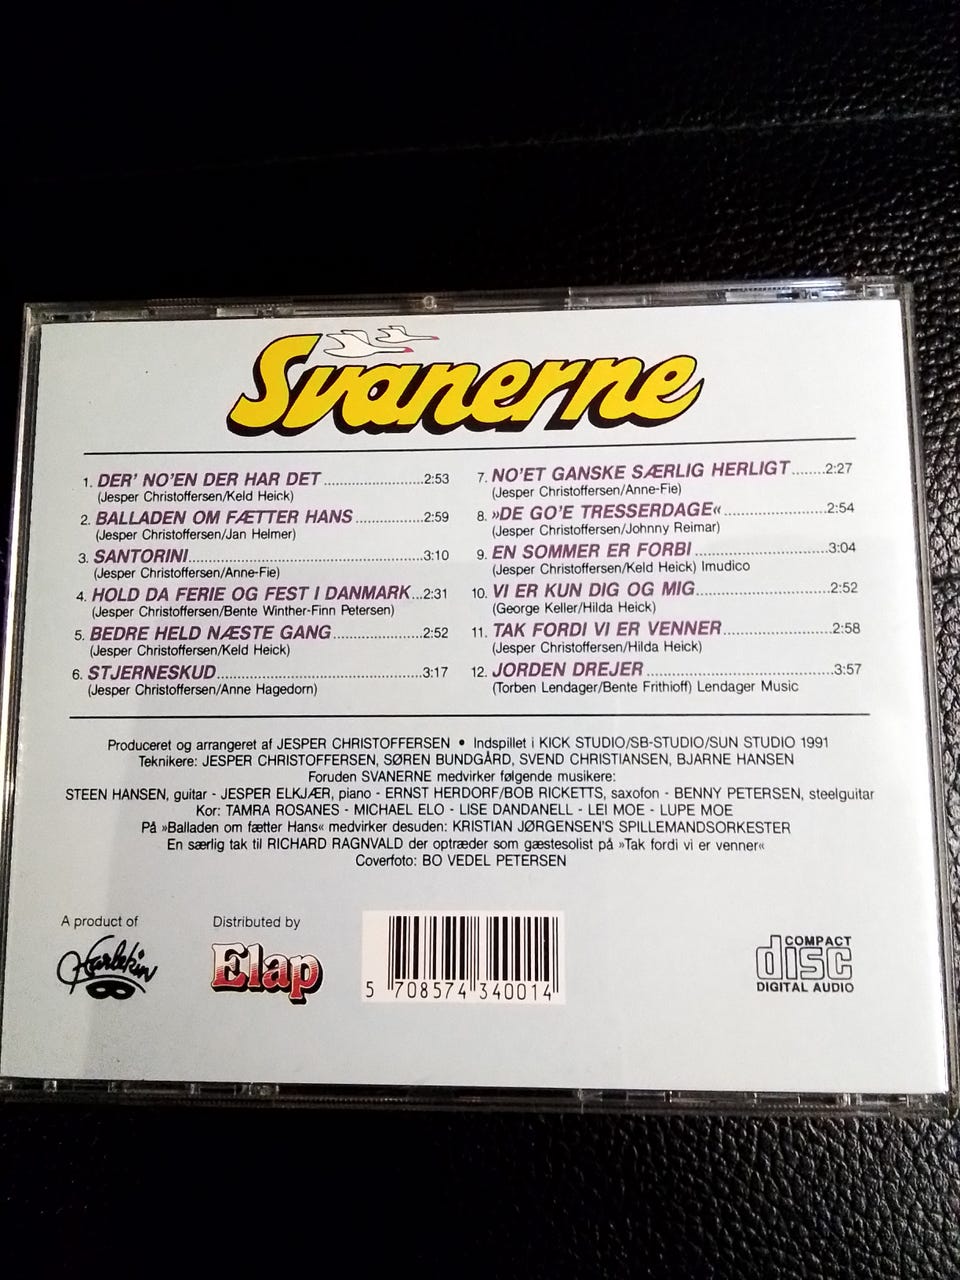 Svanerne
1. DER' NO'EN DER HAR DET........................2:53
(Jesper Christoffersen/Keld Heick)
2. BALLADEN OM FÆTTER HANS................2:59
(Jesper Christoffersen/Jan Helmer)
3. SANTORINI.......................................................3:10
(Jesper Christoffersen/Anne-Fie)
4. HOLD DA FERIE OG FEST I DANMARK...2:31
(Jesper Christoffersen/Bente Winther-Finn Petersen)
5. BEDRE HELD NÆSTE GANG.....................2:52
(Jesper Christoffersen/Keld Heick)
6. STJERNESKUD.................................................3:17
(Jesper Christoffersen/Anne Hagedorn)
7. NO'ET GANSKE SÆRLIG HERLIGT........2:27
(Jesper Christoffersen/Anne-Fie)
8. »DE GO'E TRESSERDAGE«........................2:54
(Jesper Christoffersen/Johnny Reimar)
9. EN SOMMER ER FORBI...............................3:04
(Jesper Christoffersen/Keld Heick) Imudico
10. VI ER KUN DIG OG MIG...............................2:52
(George Keller/Hilda Heick)
11. TAK FORDI VI ER VENNER.........................2:58
(Jesper Christoffersen/Hilda Heick)
12. JORDEN DREJER...........................................3:57
(Torben Lendager/Bente Frithioff) Lendager Music
Produceret og arrangeret af JESPER CHRISTOFFERSEN • Indspillet i KICK STUDIO/SB-STUDIO/SUN STUDIO 1991
Teknikere: JESPER CHRISTOFFERSEN, SØREN BUNDGÅRD, SVEND CHRISTIANSEN, BJARNE HANSEN
Foruden SVANERNE medvirker følgende musikere:
STEEN HANSEN, guitar - JESPER ELKJÆR, piano - ERNST HERDORF/BOB RICKETTS, saxofon - BENNY PETERSEN, steelguitar
Kor: TAMRA ROSANES - MICHAEL ELO - LISE DANDANELL - LEI MOE - LUPE MOE
På »Balladen om fætter Hans« medvirker desuden: KRISTIAN JØRGENSEN'S SPILLEMANDSORKESTER
En særlig tak til RICHARD RAGNVALD der optræder som gæstesolist på »Tak fordi vi er venner«
Coverfoto: BO VEDEL PETERSEN
A product of
Harlekin
Distributed by
Elap
5 708574 340014
COMPACT
disc
DIGITAL AUDIO